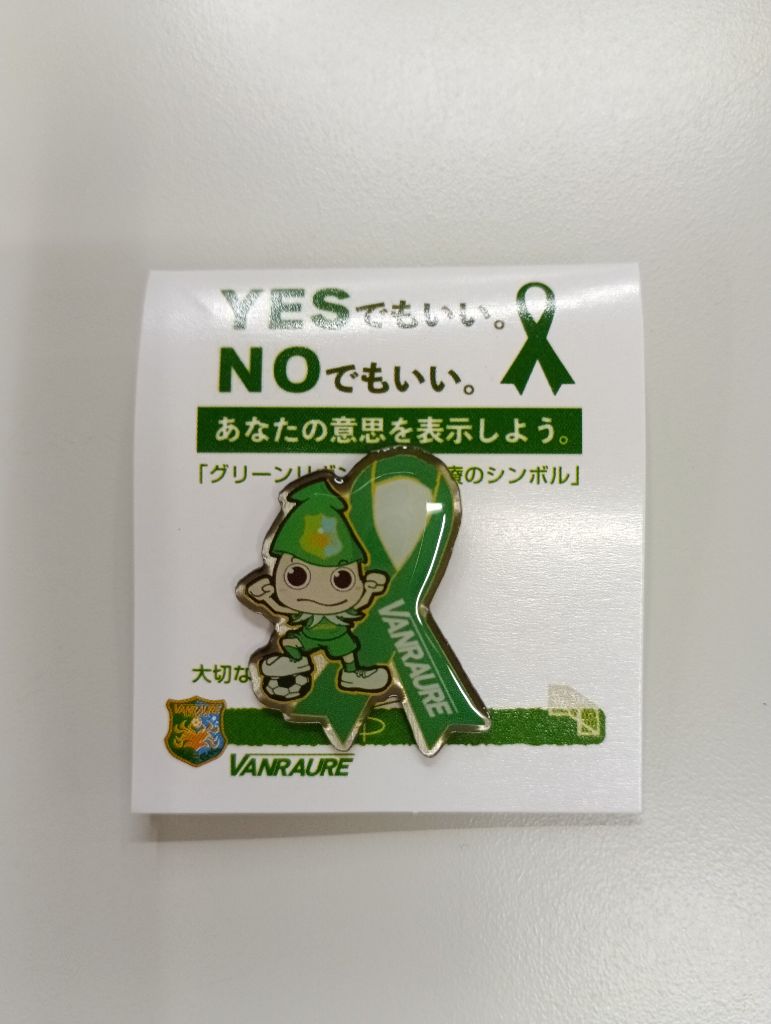 YESでもいい。
NOでもいい。
あなたの意思を表示しよう。
「グリーンリボン 療のシンボル」
VANRAURE
大切な
VANRAURE
VANRAURE